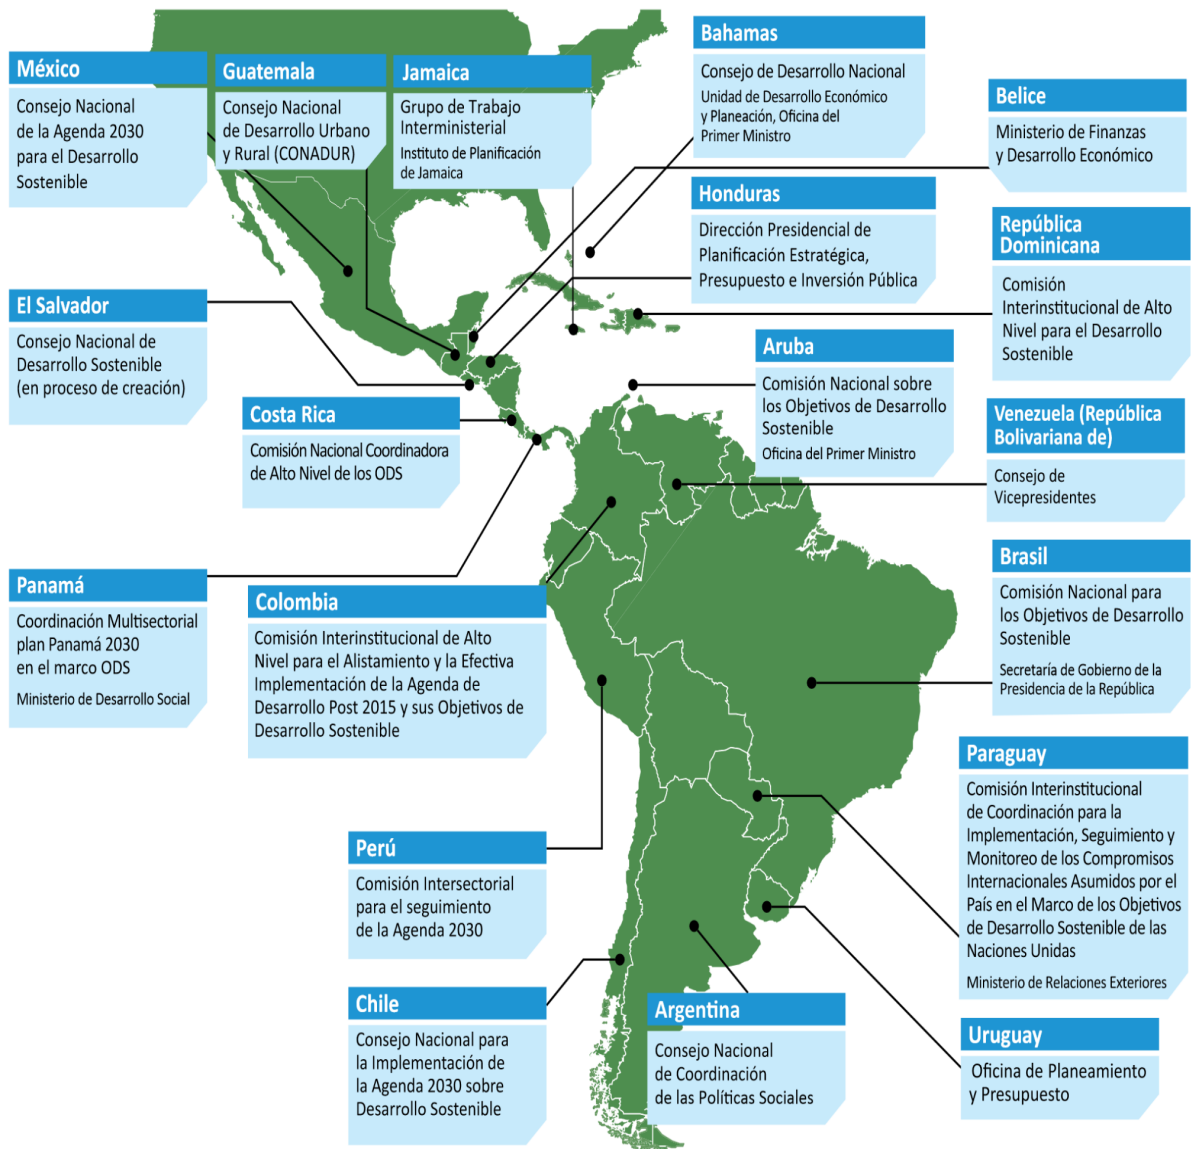 México
Consejo Nacional
de la Agenda 2030
para el Desarrollo
Sostenible
Guatemala
Consejo Nacional
de Desarrollo Urbano
y Rural (CONADUR)
Jamaica
Grupo de Trabajo
Interministerial
Instituto de Planificación
de Jamaica
Bahamas
Consejo de Desarrollo Nacional
Unidad de Desarrollo Económico
y Planeación, Oficina del
Primer Ministro
Belice
Ministerio de Finanzas
y Desarrollo Económico
Honduras
Dirección Presidencial de
Planificación Estratégica,
Presupuesto e Inversión Pública
República
Dominicana
Comisión
Interinstitucional de Alto
Nivel para el Desarrollo
Sostenible
El Salvador
Consejo Nacional de
Desarrollo Sostenible
(en proceso de creación)
Aruba
Comisión Nacional sobre
los Objetivos de Desarrollo
Sostenible
Oficina del Primer Ministro
Costa Rica
Comisión Nacional Coordinadora
de Alto Nivel de los ODS
Venezuela (República
Bolivariana de)
Consejo de
Vicepresidentes
Panamá
Coordinación Multisectorial
plan Panamá 2030
en el marco ODS
Ministerio de Desarrollo Social
Colombia
Comisión Interinstitucional de Alto
Nivel para el Alistamiento y la Efectiva
Implementación de la Agenda de
Desarrollo Post 2015 y sus Objetivos de
Desarrollo Sostenible
Brasil
Comisión Nacional para
los Objetivos de Desarrollo
Sostenible
Secretaría de Gobierno de la
Presidencia de la República
Paraguay
Comisión Interinstitucional
de Coordinación para la
Implementación, Seguimiento y
Monitoreo de los Compromisos
Internacionales Asumidos por el
País en el Marco de los Objetivos
de Desarrollo Sostenible de las
Naciones Unidas
Ministerio de Relaciones Exteriores
Perú
Comisión Intersectorial
para el seguimiento
de la Agenda 2030
Chile
Consejo Nacional para
la Implementación de
la Agenda 2030 sobre
Desarrollo Sostenible
Argentina
Consejo Nacional
de Coordinación
de las Políticas Sociales
Uruguay
Oficina de Planeamiento
y Presupuesto